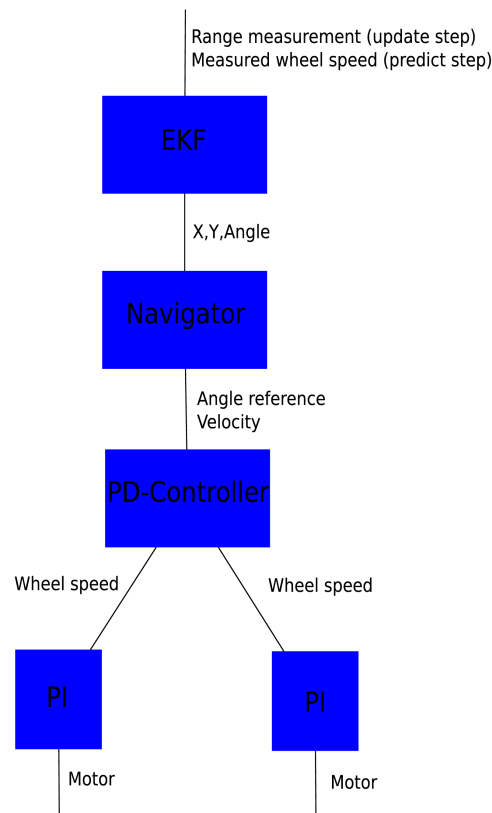 Range measurement (update step)
Measured wheel speed (predict step)
EKF
X,Y,Angle
Navigator
Angle reference
Velocity
PD-Controller
Wheel speed
Wheel speed
PI
PI
Motor
Motor